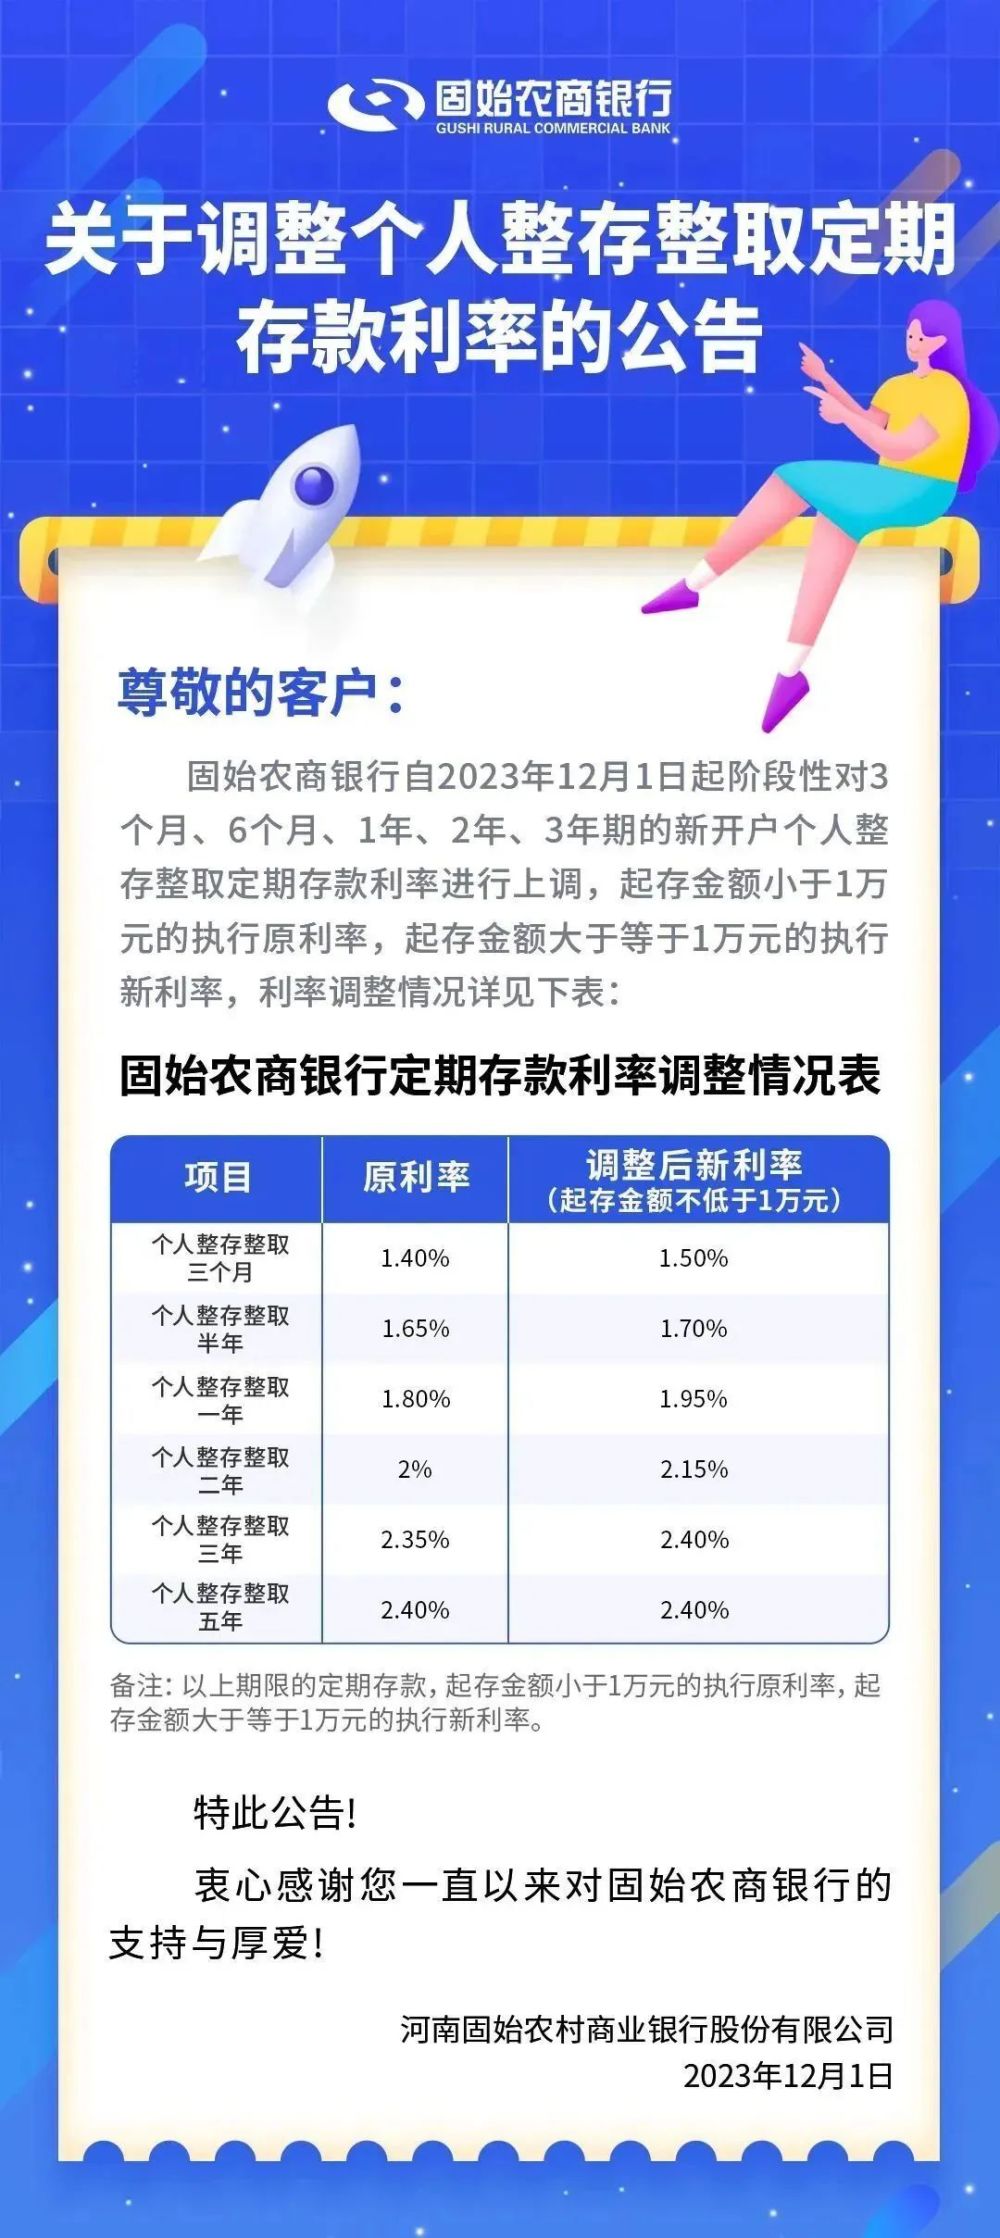 固始农商银行
GUSHI RURAL COMMERCIAL BANK
关于调整个人整存整取定期
存款利率的公告
尊敬的客户：
固始农商银行自2023年12月1日起阶段性对3
个月、6个月、1年、2年、3年期的新开户个人整
存整取定期存款利率进行上调，起存金额小于1万
元的执行原利率，起存金额大于等于1万元的执行
新利率，利率调整情况详见下表：
固始农商银行定期存款利率调整情况表
项目 原利率 调整后新利率
（起存金额不低于1万元）
个人整存整取
三个月 1.40% 1.50%
个人整存整取
半年 1.65% 1.70%
个人整存整取
一年 1.80% 1.95%
个人整存整取
二年 2% 2.15%
个人整存整取
三年 2.35% 2.40%
个人整存整取
五年 2.40% 2.40%
备注：以上期限的定期存款，起存金额小于1万元的执行原利率，起
存金额大于等于1万元的执行新利率。
特此公告!
衷心感谢您一直以来对固始农商银行的
支持与厚爱!
河南固始农村商业银行股份有限公司
2023年12月1日